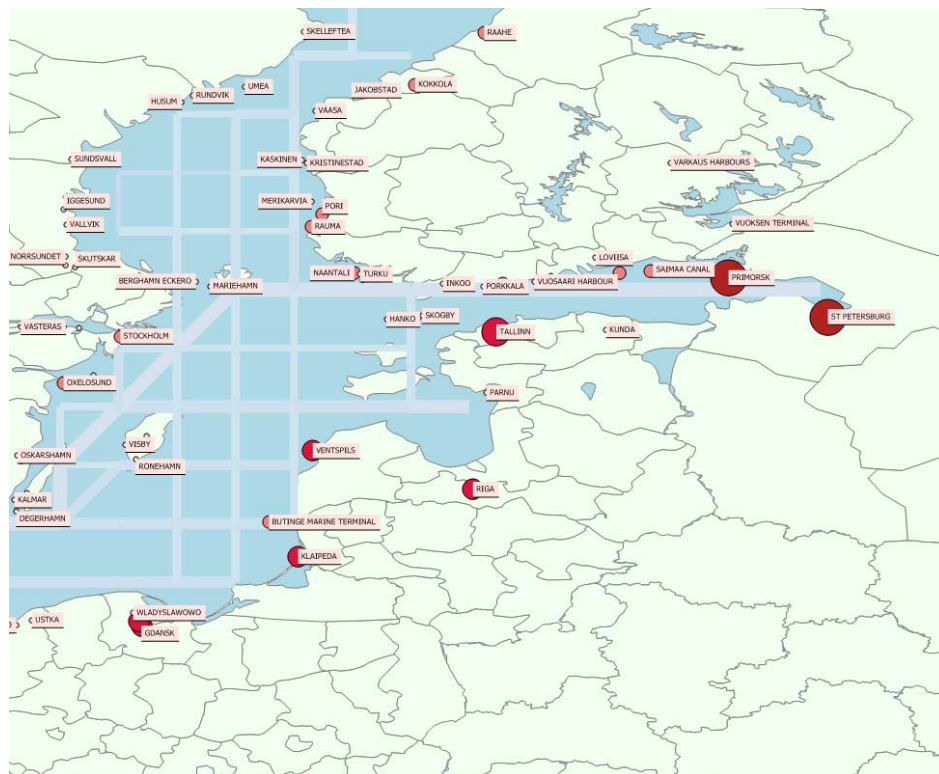 SKELLEFTEA
RAAHE
KOKKOLA
JAKOBSTAD
UMEA
RUNDVIK
HUSUM
VAASA
SUNDSVALL
KASKINEN
KRISTINESTAD
VARKAUS HARBOURS
IGGESUND
MERIKARVIA
PORI
VALLVIK
RAUMA
VUOKSEN TERMINAL
NORRSUNDET
SKUTSKAR
LOVIISA
NAANTALI
TURKU
SAIMAA CANAL
PRIMORSK
BERGHAMN ECKERO
MARIEHAMN
INKOO
PORKKALA
VUOSAARI HARBOUR
HANKO
SKOGBY
ST PETERSBURG
VASTERAS
STOCKHOLM
TALLINN
KUNDA
OXELOSUND
PARNU
VISBY
VENTSPILS
OSKARSHAMN
RONEHAMN
RIGA
KALMAR
DEGERHAMN
BUTINGE MARINE TERMINAL
KLAIPEDA
WLADYSLAWOWO
USTKA
GDANSK